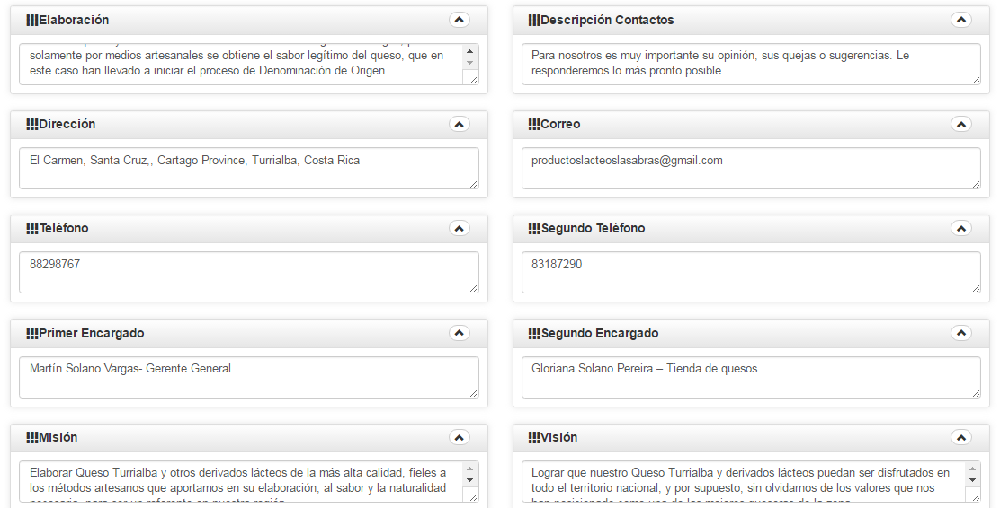 Elaboración
solamente por medios artesanales se obtiene el sabor legítimo del queso, que en
este caso han llevado a iniciar el proceso de Denominación de Origen.
Descripción Contactos
Para nosotros es muy importante su opinión, sus quejas o sugerencias. Le
responderemos lo más pronto posible.
Dirección
El Carmen, Santa Cruz,, Cartago Province, Turrialba, Costa Rica
Correo
productoslacteoslasabras@gmail.com
Teléfono
88298767
Segundo Teléfono
83187290
Primer Encargado
Martín Solano Vargas- Gerente General
Segundo Encargado
Gloriana Solano Pereira – Tienda de quesos
Misión
Elaborar Queso Turrialba y otros derivados lácteos de la más alta calidad, fieles a
los métodos artesanos que aportamos en su elaboración, al sabor y la naturalidad
Visión
Lograr que nuestro Queso Turrialba y derivados lácteos puedan ser disfrutados en
todo el territorio nacional, y por supuesto, sin olvidarnos de los valores que nos